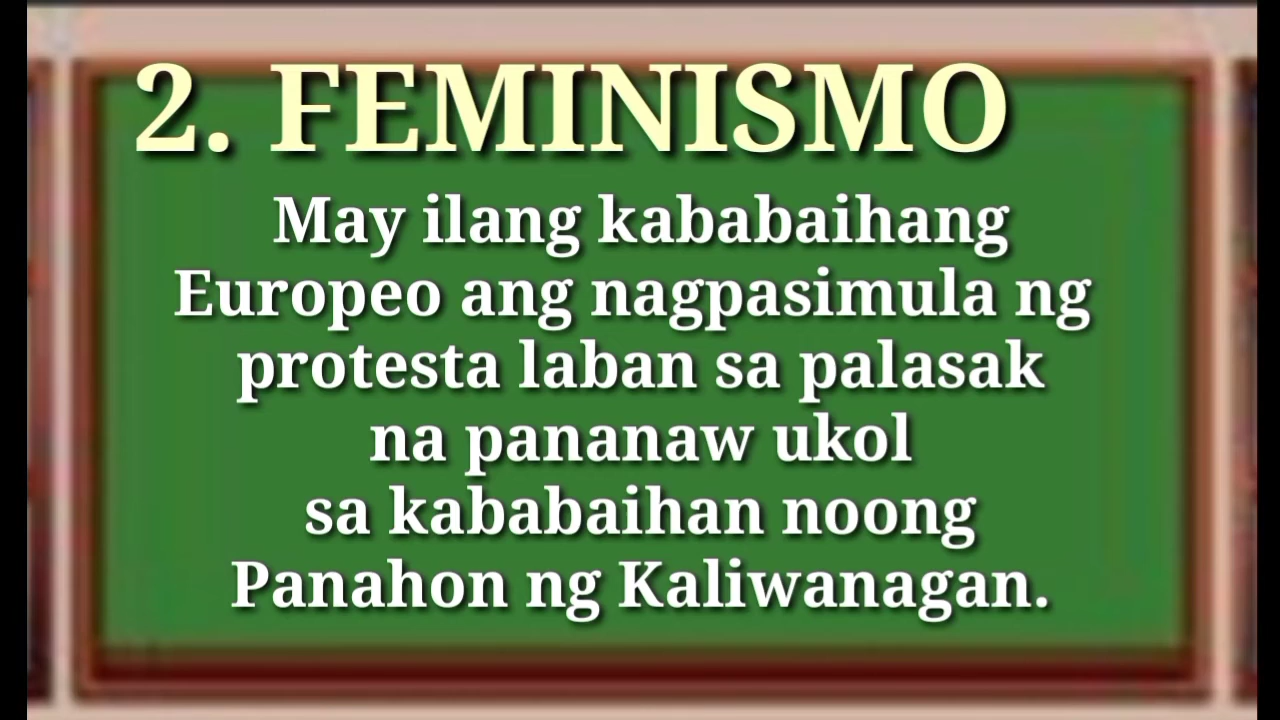 2. FEMINISMO
May ilang kababaihang
Europeo ang nagpasimula ng
protesta laban sa palasak
na pananaw ukol
sa kababaihan noong
Panahon ng Kaliwanagan.